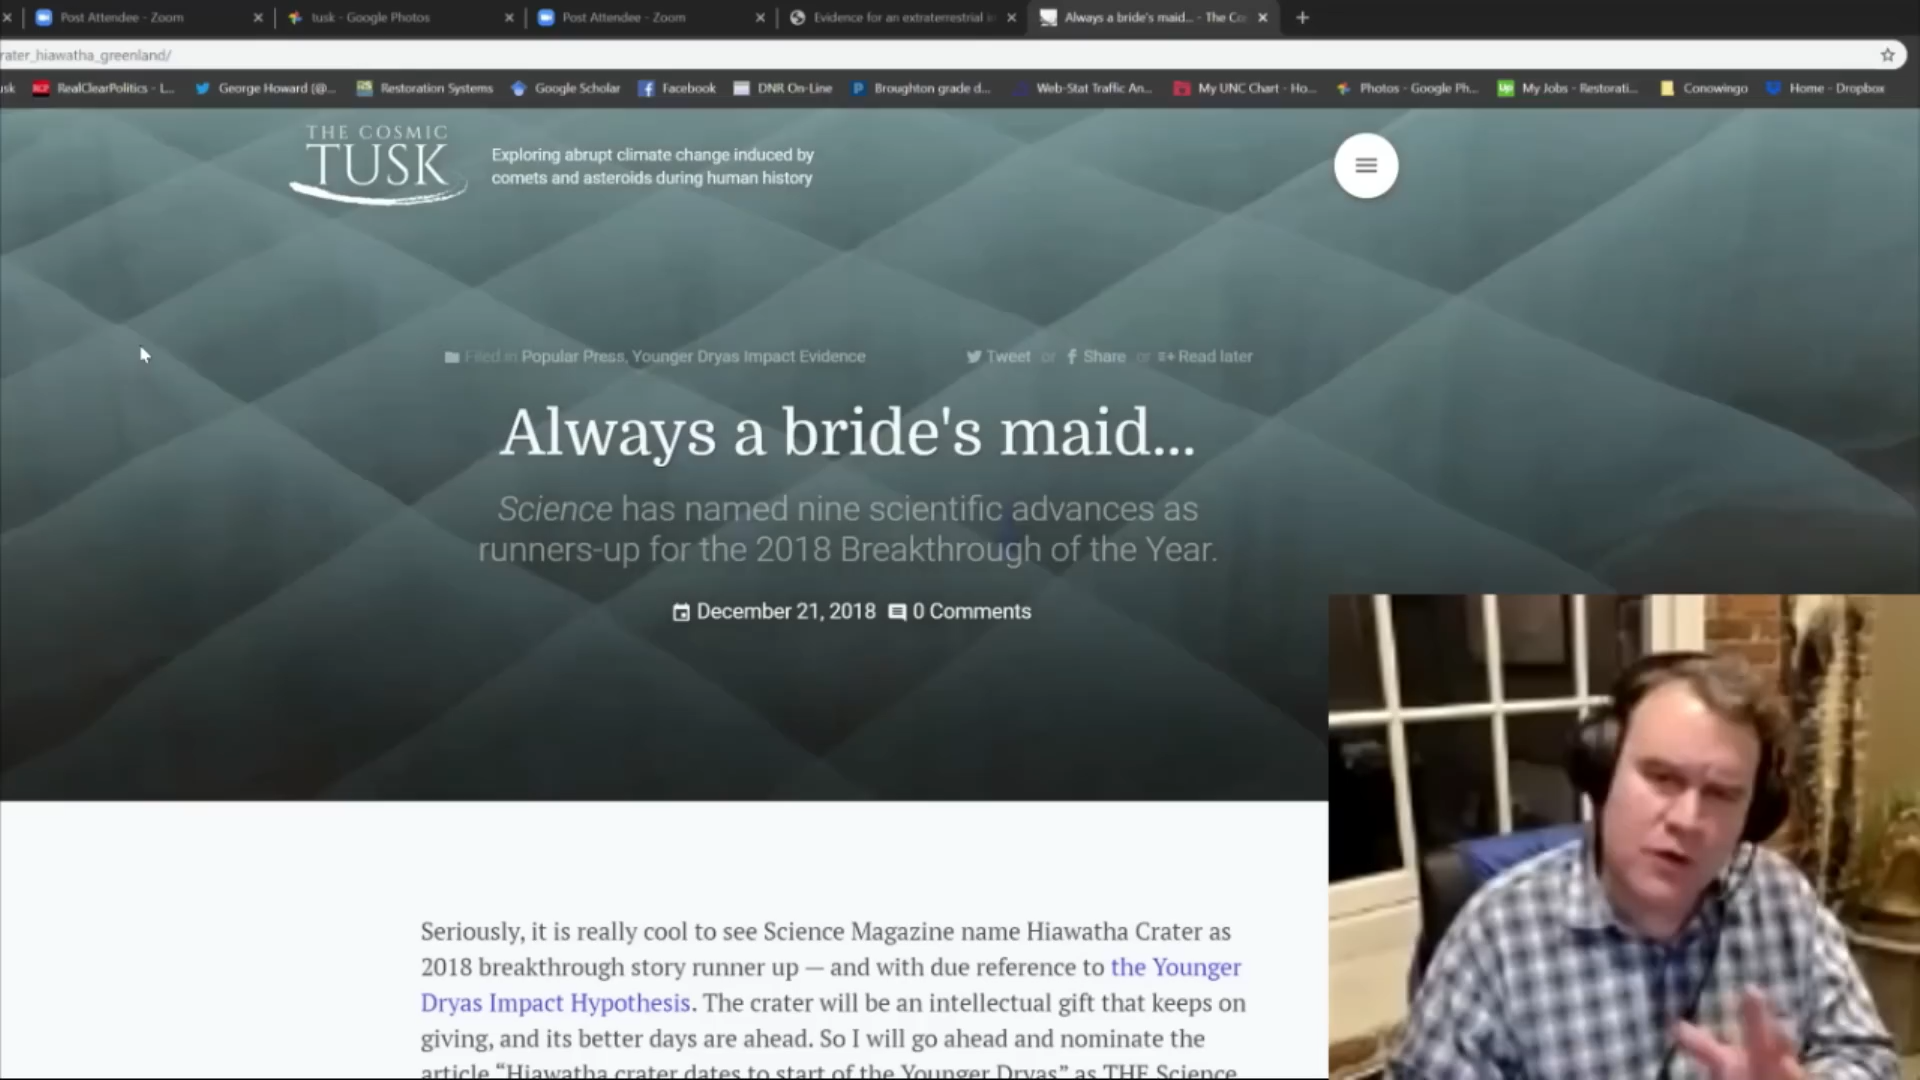 Post Attendee - Zoom
tusk - Google Photos
Post Attendee - Zoom
Evidence for an extraterrestrial i
Always a bride's maid... - The Co
rater_hiawatha_greenland/
usk
RealClearPolitics - L...
George Howard (@...
Restoration Systems
Google Scholar
Facebook
DNR On-Line
Broughton grade d...
Web-Stat Traffic An...
My UNC Chart - Ho...
Photos - Google Ph...
My Jobs - Restorati...
Conowingo
Home - Dropbox
THE COSMIC
TUSK
Exploring abrupt climate change induced by
comets and asteroids during human history
Filed in Popular Press, Younger Dryas Impact Evidence
Tweet or Share or Read later
Always a bride's maid...
Science has named nine scientific advances as
runners-up for the 2018 Breakthrough of the Year.
December 21, 2018 0 Comments
Seriously, it is really cool to see Science Magazine name Hiawatha Crater as
2018 breakthrough story runner up — and with due reference to the Younger
Dryas Impact Hypothesis. The crater will be an intellectual gift that keeps on
giving, and its better days are ahead. So I will go ahead and nominate the
article “Hiawatha crater dates to start of the Younger Dryas” as THE Science